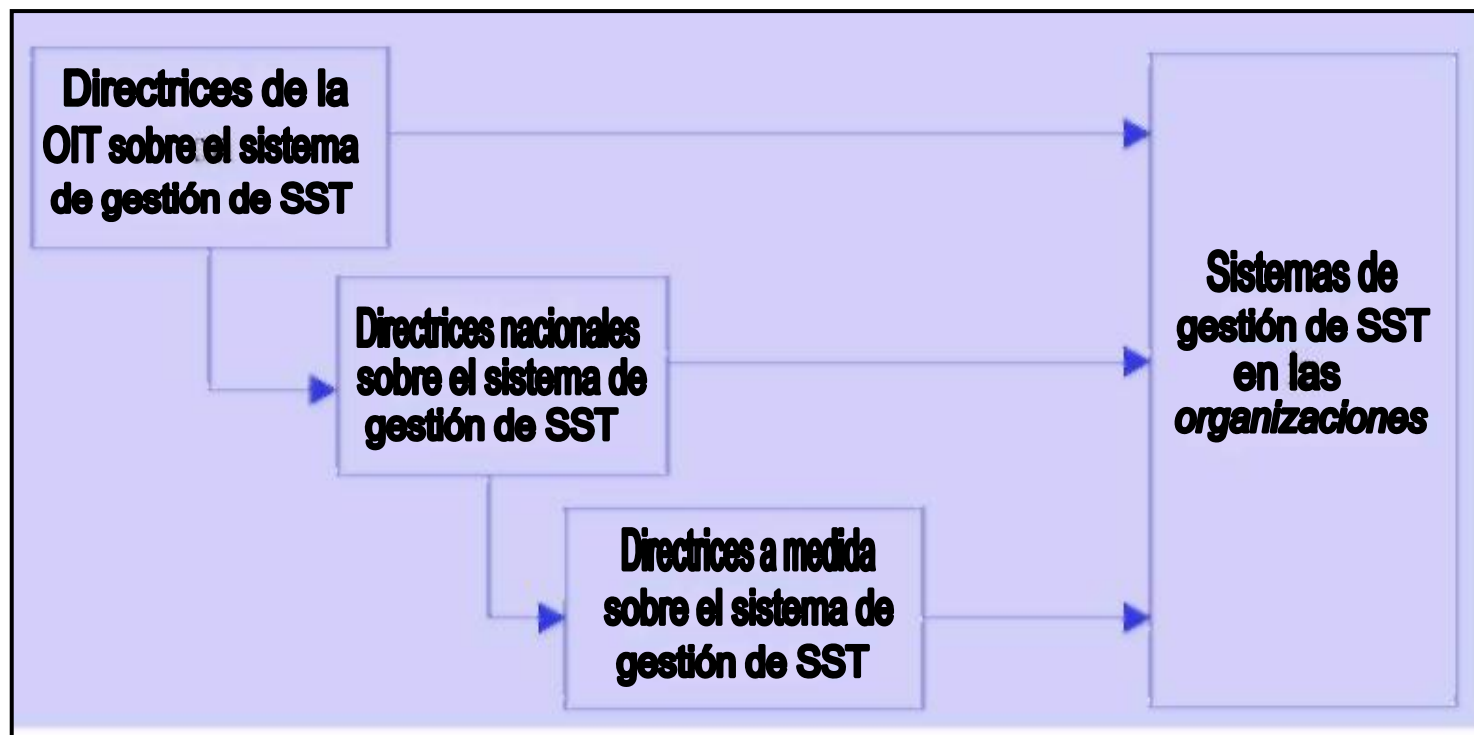 Directrices de la
OIT sobre el sistema
de gestión de SST
Directrices nacionales
sobre el sistema de
gestión de SST
Directrices a medida
sobre el sistema de
gestión de SST
Sistemas de
gestión de SST
en las
organizaciones